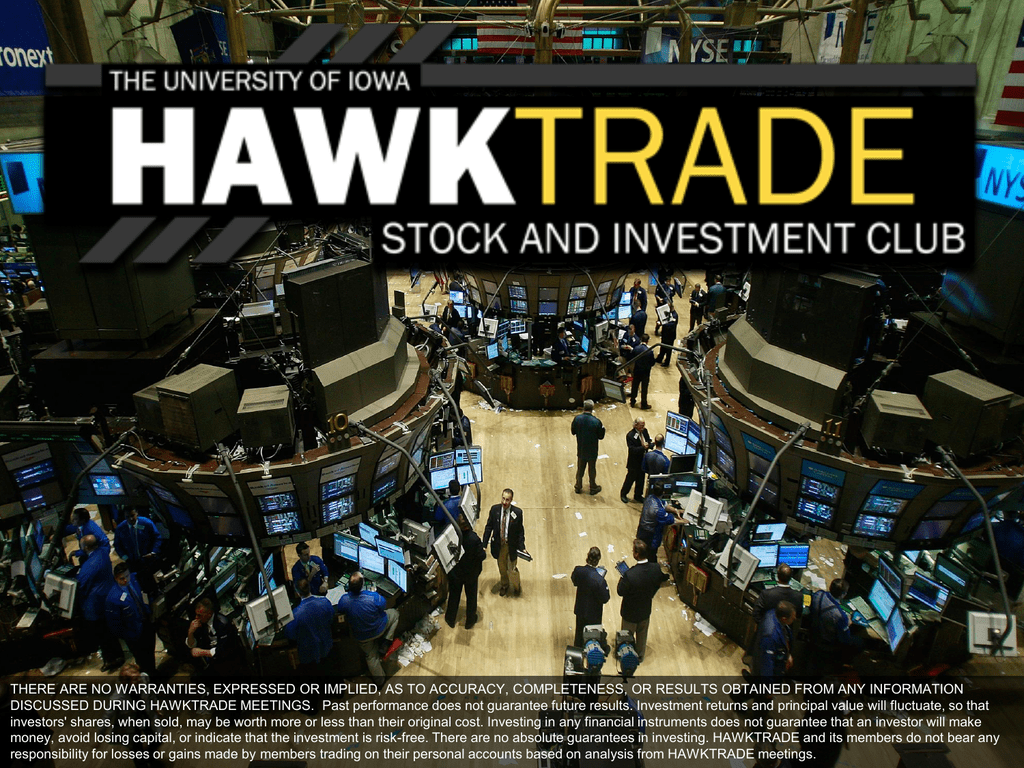 ronext
NYSE
THE UNIVERSITY OF IOWA
HAWKTRADE
NYS
STOCK AND INVESTMENT CLUB
10
11
THERE ARE NO WARRANTIES, EXPRESSED OR IMPLIED, AS TO ACCURACY, COMPLETENESS, OR RESULTS OBTAINED FROM ANY INFORMATION
DISCUSSED DURING HAWKTRADE MEETINGS.  Past performance does not guarantee future results. Investment returns and principal value will fluctuate, so that
investors' shares, when sold, may be worth more or less than their original cost. Investing in any financial instruments does not guarantee that an investor will make
money, avoid losing capital, or indicate that the investment is risk-free. There are no absolute guarantees in investing. HAWKTRADE and its members do not bear any
responsibility for losses or gains made by members trading on their personal accounts based on analysis from HAWKTRADE meetings.